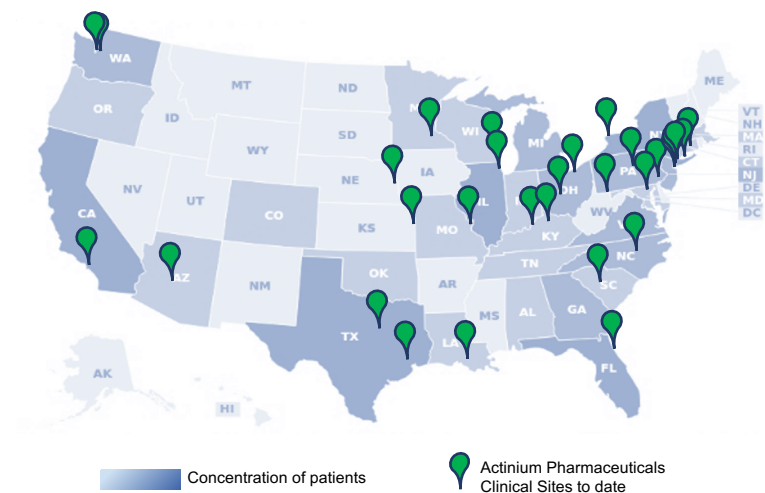 WA
ME
MT
ND
OR
ID
SD
WI
MI
WY
VT
NH
MA
RI
CT
NJ
DE
MD
DC
PA
IA
NE
NV
UT
CO
CA
KS
MO
OH
WV
KY
NC
TN
AZ
NM
OK
AR
SC
MS
AL
GA
TX
LA
FL
AK
HI
Concentration of patients
Actinium Pharmaceuticals
Clinical Sites to date